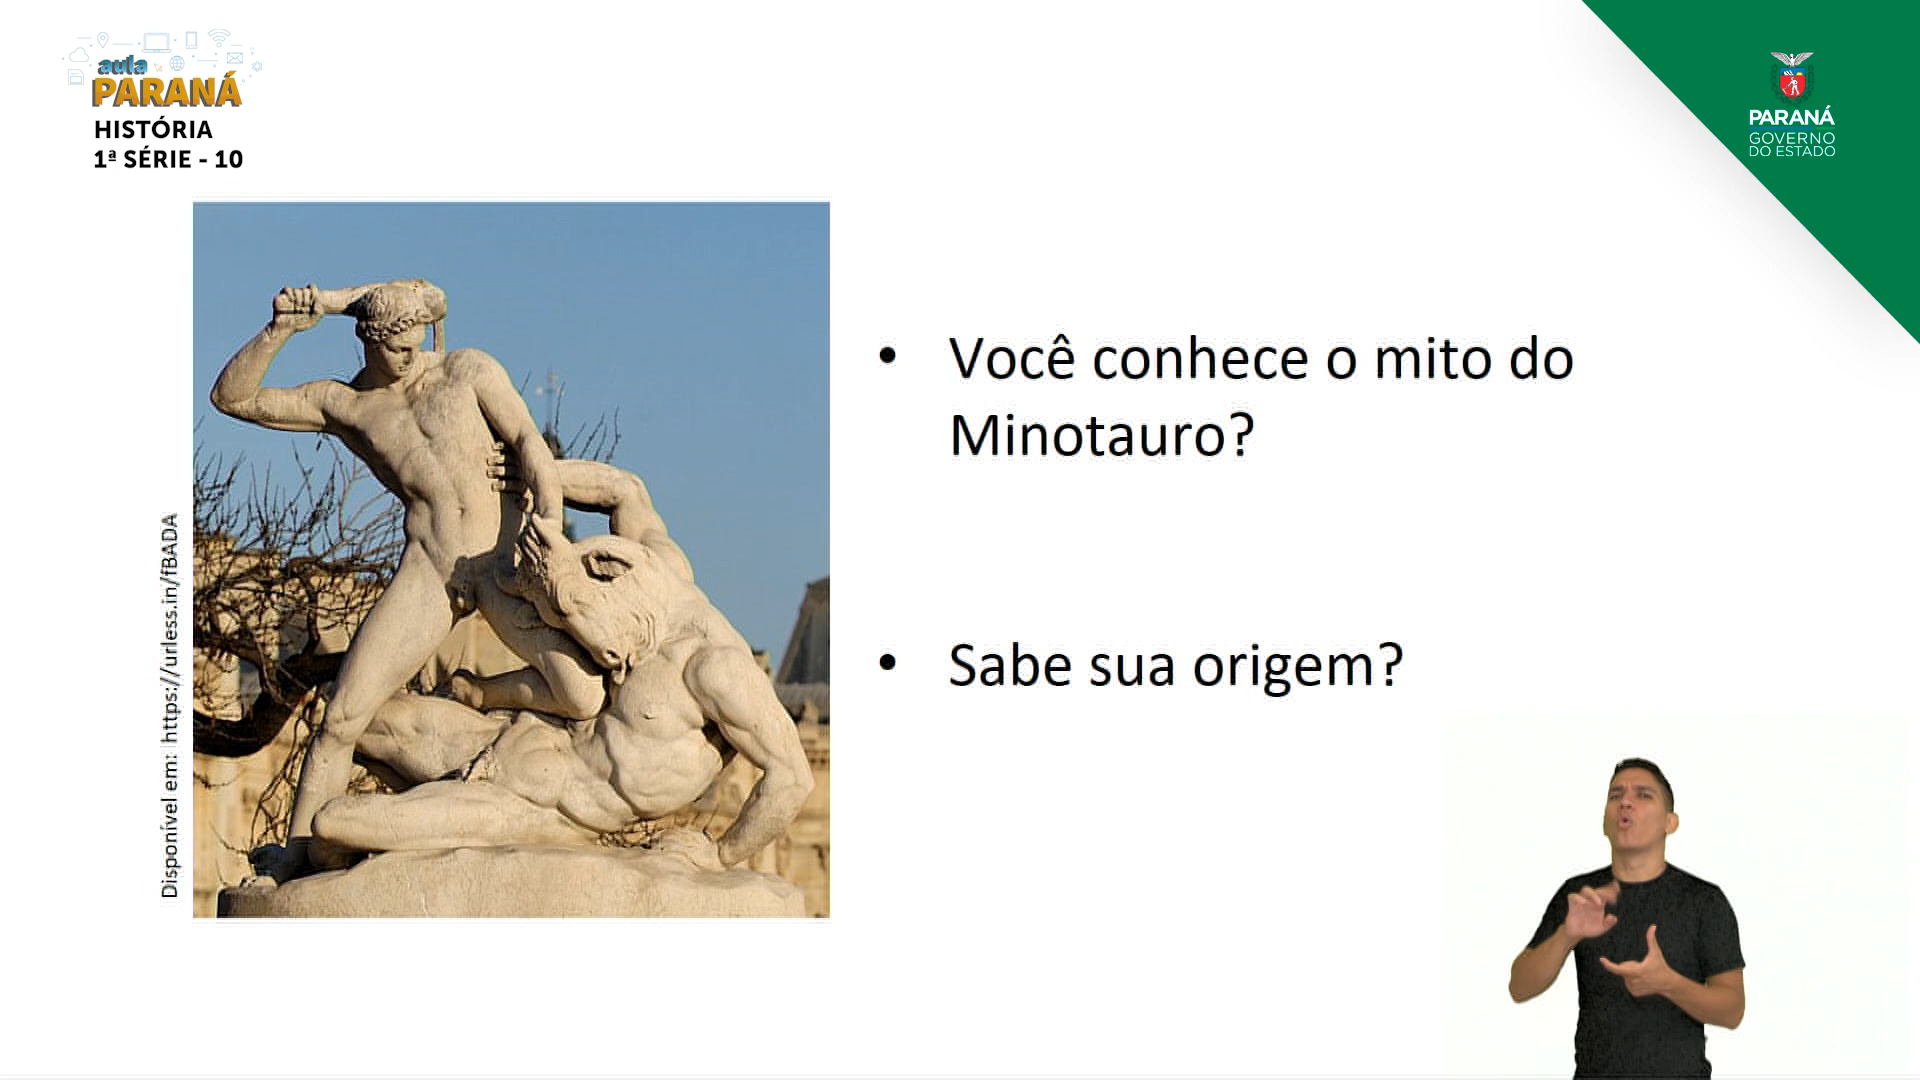 aula
PARANÁ
HISTÓRIA
1ª SÉRIE - 10
PARANÁ
GOVERNO
DO ESTADO
Disponível em: https://urless.in/fBADA
• Você conhece o mito do
Minotauro?
• Sabe sua origem?